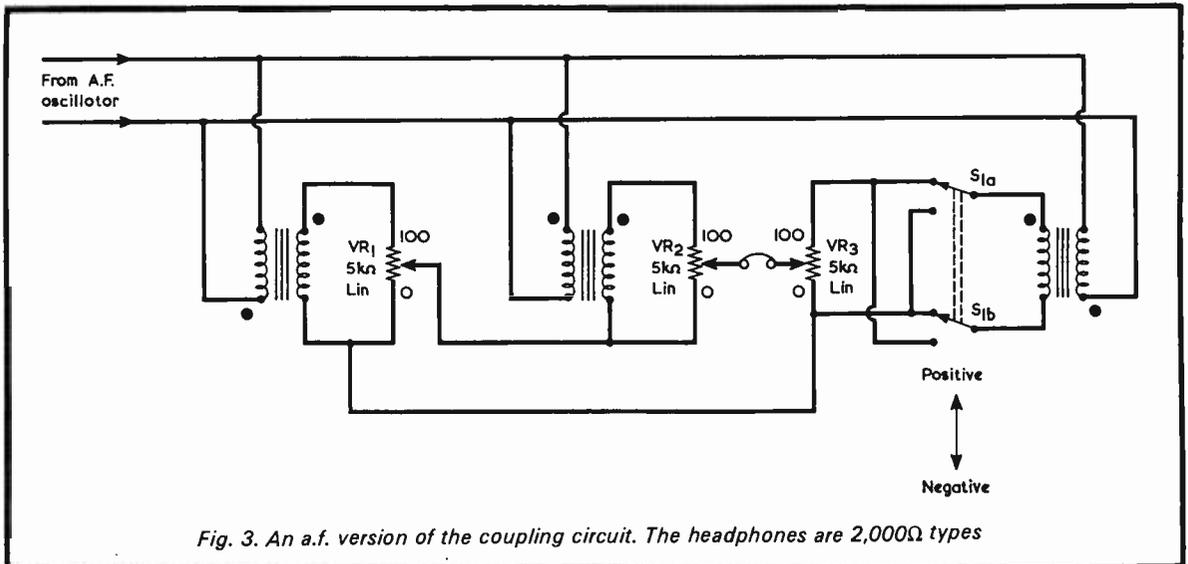 From A.F.
oscillotor
100
VR1
5kΩ
Lin
0
100
VR2
5kΩ
Lin
0
100
VR3
5kΩ
Lin
0
S1a
S1b
Positive
Negative
Fig. 3. An a.f. version of the coupling circuit. The headphones are 2,000Ω types